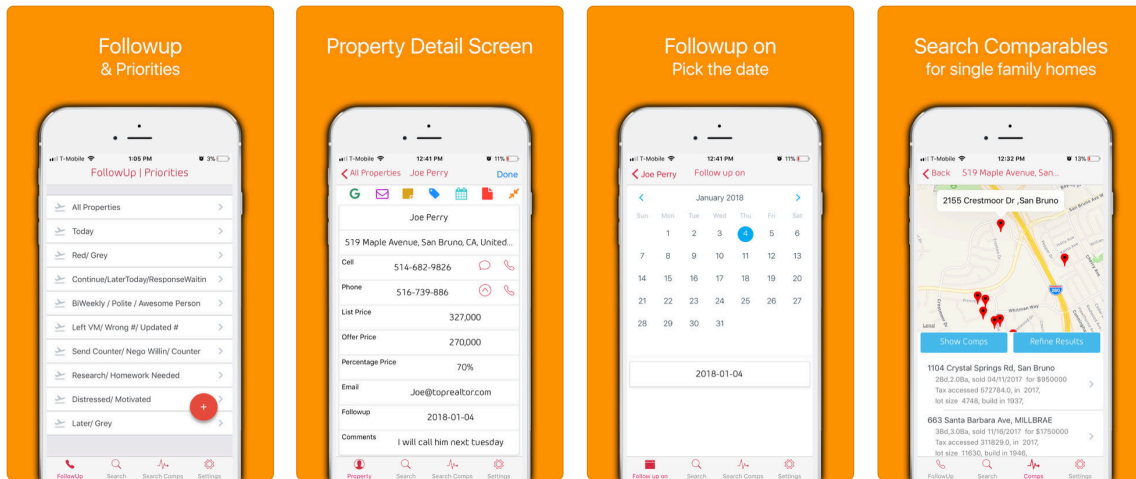 Followup
& Priorities
T-Mobile 1:05 PM 3%
FollowUp | Priorities
All Properties
Today
Red/ Grey
Continue/LaterToday/ResponseWaitin
BiWeekly / Polite / Awesome Person
Left VM/ Wrong #/ Updated #
Send Counter/ Nego Willin/ Counter
Research/ Homework Needed
Distressed/ Motivated
+
Later/ Grey
FollowUp Search Search Comps Settings
Property Detail Screen
T-Mobile 12:41 PM 11%
All Properties Joe Perry Done
G
Joe Perry
519 Maple Avenue, San Bruno, CA, United...
Cell 514-682-9826
Phone 516-739-886
List Price 327,000
Offer Price 270,000
Percentage Price 70%
Email Joe@toprealtor.com
Followup 2018-01-04
Comments I will call him next tuesday
Property Search Search Comps Settings
Followup on
Pick the date
T-Mobile 12:41 PM 11%
Joe Perry Follow up on
January 2018
Sun Mon Tue Wed Thu Fri Sat
1 2 3 4 5 6
7 8 9 10 11 12 13
14 15 16 17 18 19 20
21 22 23 24 25 26 27
28 29 30 31
2018-01-04
Follow up on Search Search Comps Settings
Search Comparables
for single family homes
T-Mobile 12:32 PM 13%
Back 519 Maple Avenue, San...
2155 Crestmoor Dr ,San Bruno
San Bruno Ave W
Cherry Ave
Crestmoor Dr
280
Whitman Way
Legal
Show Comps Refine Results
1104 Crystal Springs Rd, San Bruno
2Bd,2.0Ba, sold 04/11/2017 for $950000
Tax accessed 572784.0, in 2017,
lot size 4748, build in 1937,
663 Santa Barbara Ave, MILLBRAE
3Bd,3.0Ba, sold 11/16/2017 for $1750000
Tax accessed 311829.0, in 2017,
lot size 11630, build in 1946,
FollowUp Search Comps Settings